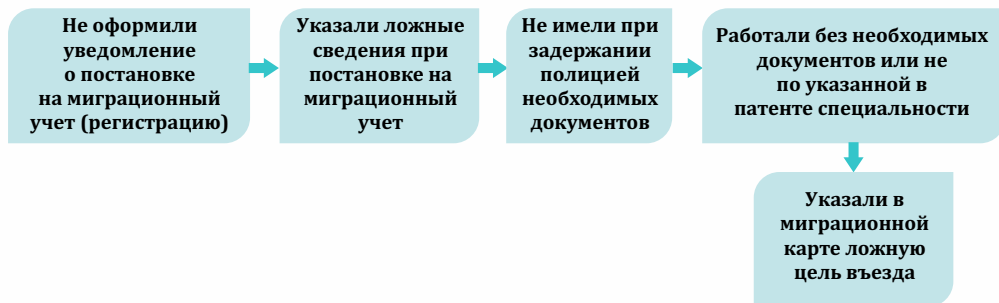 Не оформили
уведомление
о постановке
на миграционный
учет (регистрацию)
Указали ложные
сведения при
постановке на
миграционный
учет
Не имели при
задержании
полицией
необходимых
документов
Работали без необходимых
документов или не
по указанной в
патенте специальности
Указали в
миграционной
карте ложную
цель въезда